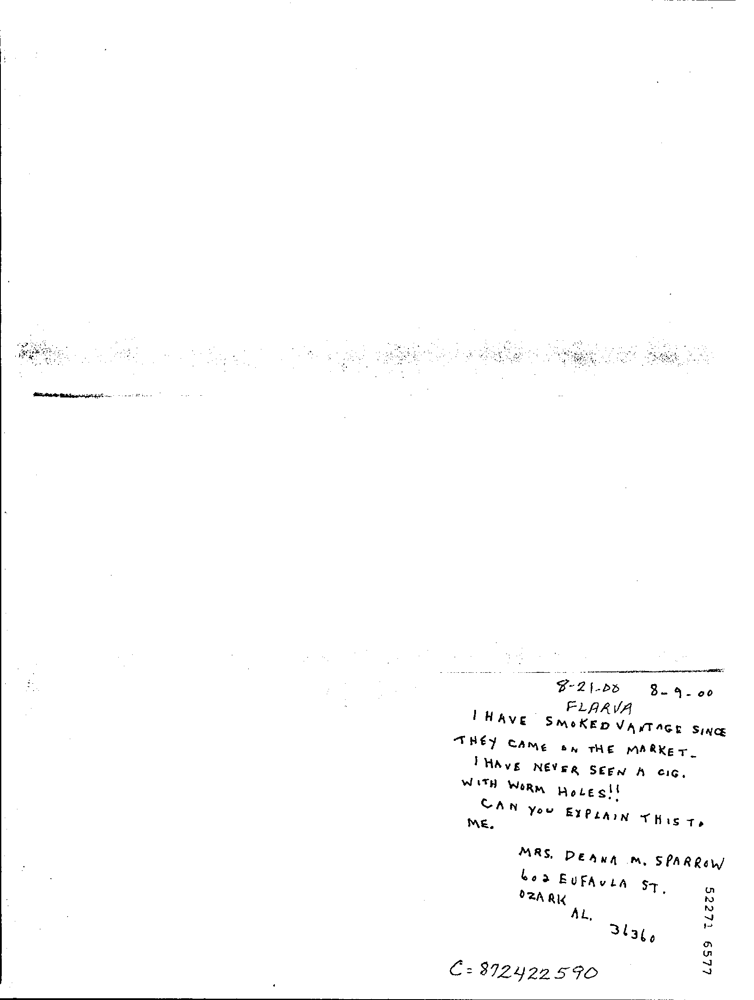 8-21-00 8-9-00
FLARVA
I HAVE SMOKED VANTAGE SINCE
THEY CAME ON THE MARKET-
I HAVE NEVER SEEN A CIG.
WITH WORM HOLES!!
CAN YOU EXPLAIN THIS TO
ME.
MRS. DEANA M. SPARROW
602 EUFAULA ST.
OZARK
AL.
36360
52271 6577
C=872422590